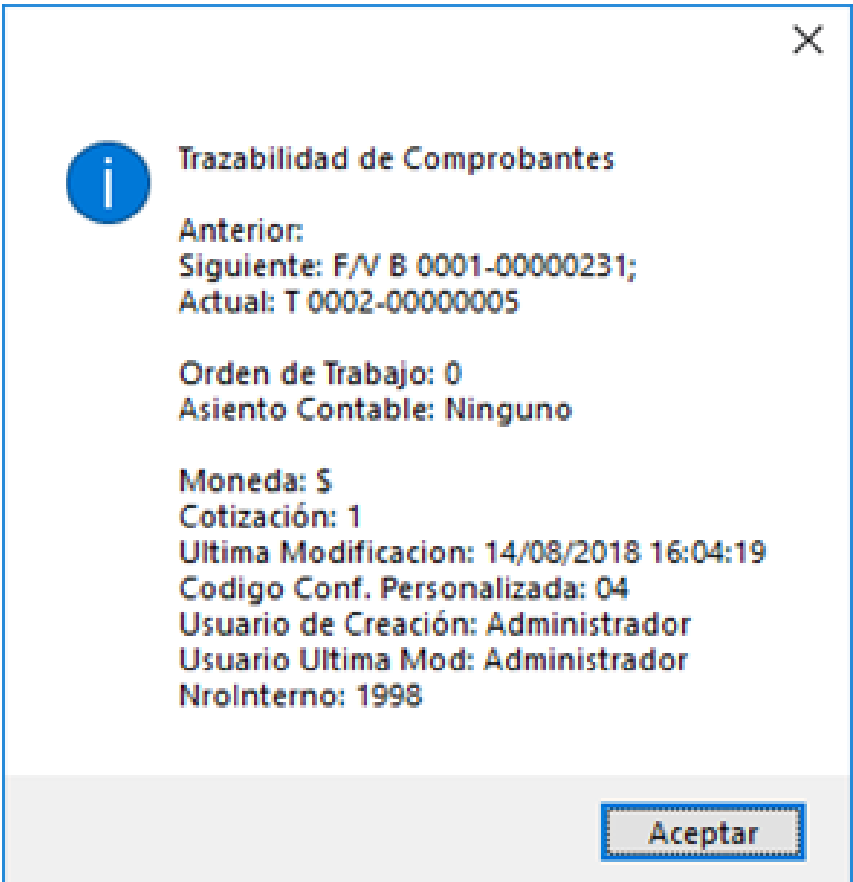 Trazabilidad de Comprobantes
Anterior:
Siguiente: F/V B 0001-00000231;
Actual: T 0002-00000005
Orden de Trabajo: 0
Asiento Contable: Ninguno
Moneda: $
Cotización: 1
Ultima Modificacion: 14/08/2018 16:04:19
Codigo Conf. Personalizada: 04
Usuario de Creación: Administrador
Usuario Ultima Mod: Administrador
NroInterno: 1998
Aceptar